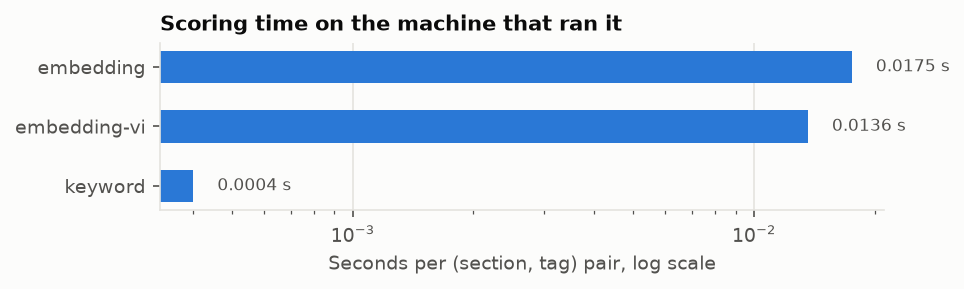 Scoring time on the machine that ran it
embedding 0.0175 s
embedding-vi 0.0136 s
keyword 0.0004 s
10⁻³ 10⁻²
Seconds per (section, tag) pair, log scale